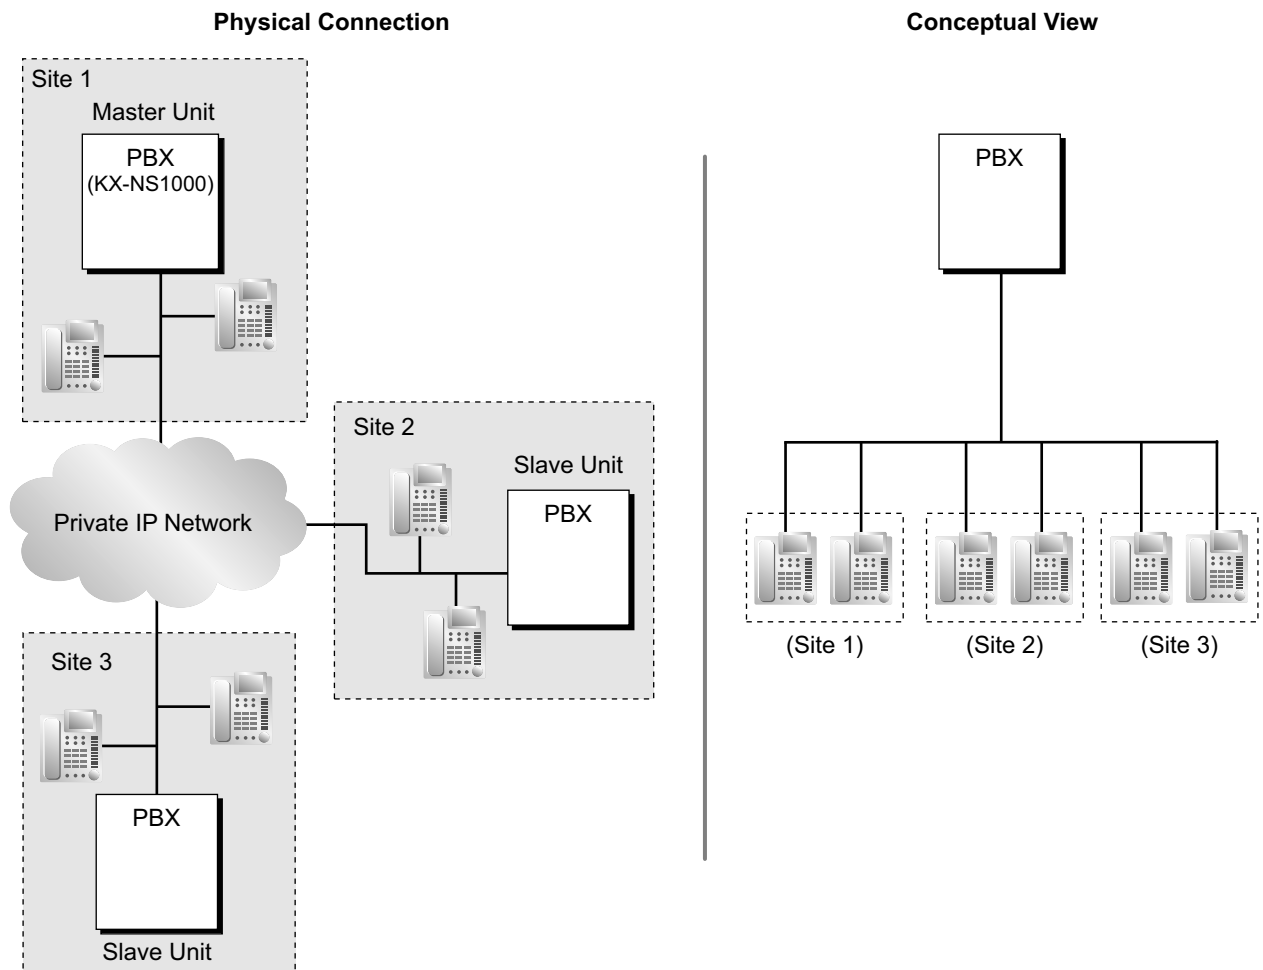 Physical Connection
Conceptual View
Site 1
Master Unit
PBX
(KX-NS1000)
Site 2
Slave Unit
PBX
Private IP Network
Site 3
PBX
Slave Unit
PBX
(Site 1)
(Site 2)
(Site 3)